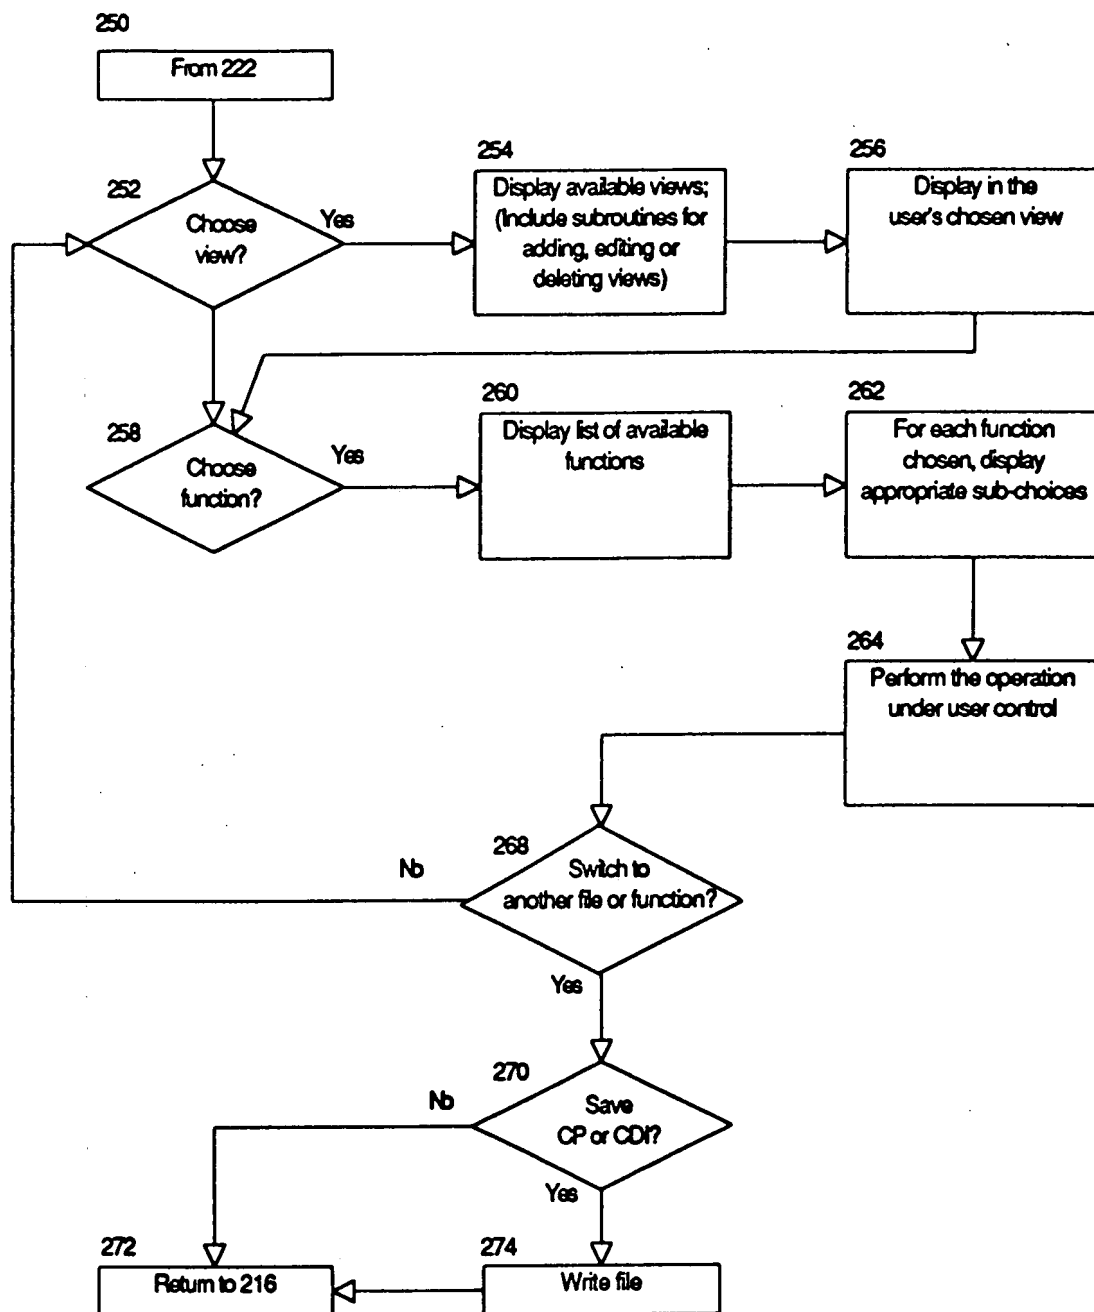 250
From 222
252
Choose
view?
Yes
254
Display available views;
(Include subroutines for
adding, editing or
deleting views)
256
Display in the
user's chosen view
258
Choose
function?
Yes
260
Display list of available
functions
262
For each function
chosen, display
appropriate sub-choices
264
Perform the operation
under user control
268
Switch to
another file or function?
No
Yes
270
Save
CP or CDI?
No
Yes
272
Return to 216
274
Write file